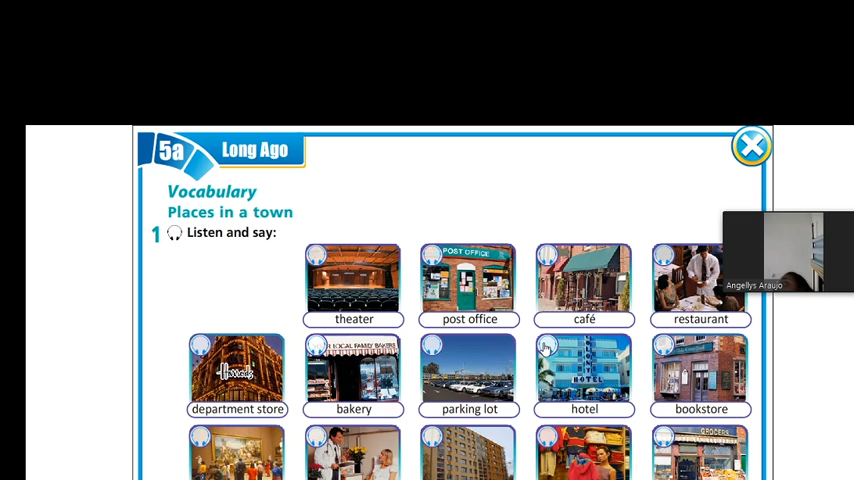 5a Long Ago
Vocabulary
Places in a town
1 Listen and say:
POST OFFICE
theater
post office
café
restaurant
Angellys Araujo
Harrods
LOCAL FAMILY BAKERS
HOTEL
department store
bakery
parking lot
hotel
bookstore
GROCERS